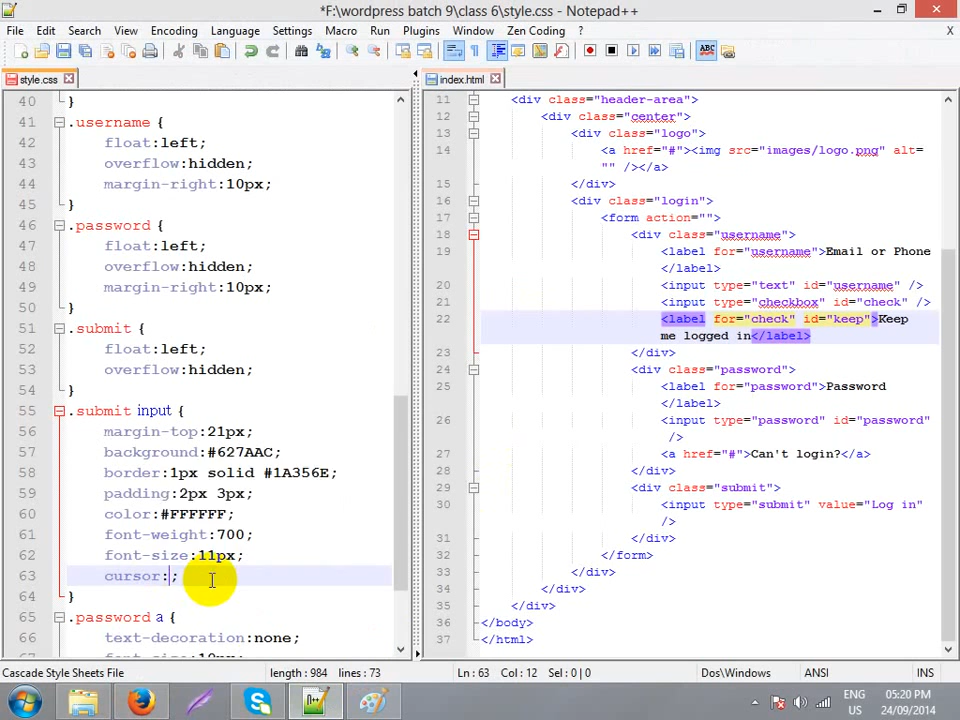 *F:\wordpress batch 9\class 6\style.css - Notepad++
File Edit Search View Encoding Language Settings Macro Run Plugins Window Zen Coding ? X
ABC
style.css
40 }
41 .username {
42 float:left;
43 overflow:hidden;
44 margin-right:10px;
45 }
46 .password {
47 float:left;
48 overflow:hidden;
49 margin-right:10px;
50 }
51 .submit {
52 float:left;
53 overflow:hidden;
54 }
55 .submit input {
56 margin-top:21px;
57 background:#627AAC;
58 border:1px solid #1A356E;
59 padding:2px 3px;
60 color:#FFFFFF;
61 font-weight:700;
62 font-size:11px;
63 cursor:;
64 }
65 .password a {
66 text-decoration:none;
index.html
11 <div class="header-area">
12 <div class="center">
13 <div class="logo">
14 <a href="#"><img src="images/logo.png" alt=
"" /></a>
15 </div>
16 <div class="login">
17 <form action="">
18 <div class="username">
19 <label for="username">Email or Phone
</label>
20 <input type="text" id="username" />
21 <input type="checkbox" id="check" />
22 <label for="check" id="keep">Keep
me logged in</label>
23 </div>
24 <div class="password">
25 <label for="password">Password
</label>
26 <input type="password" id="password"
/>
27 <a href="#">Can't login?</a>
28 </div>
29 <div class="submit">
30 <input type="submit" value="Log in"
/>
31 </div>
32 </form>
33 </div>
34 </div>
35 </div>
36 </body>
37 </html>
Cascade Style Sheets File length : 984 lines : 73 Ln : 63 Col : 12 Sel : 0 | 0 Dos\Windows ANSI INS
ENG 05:20 PM
US 24/09/2014